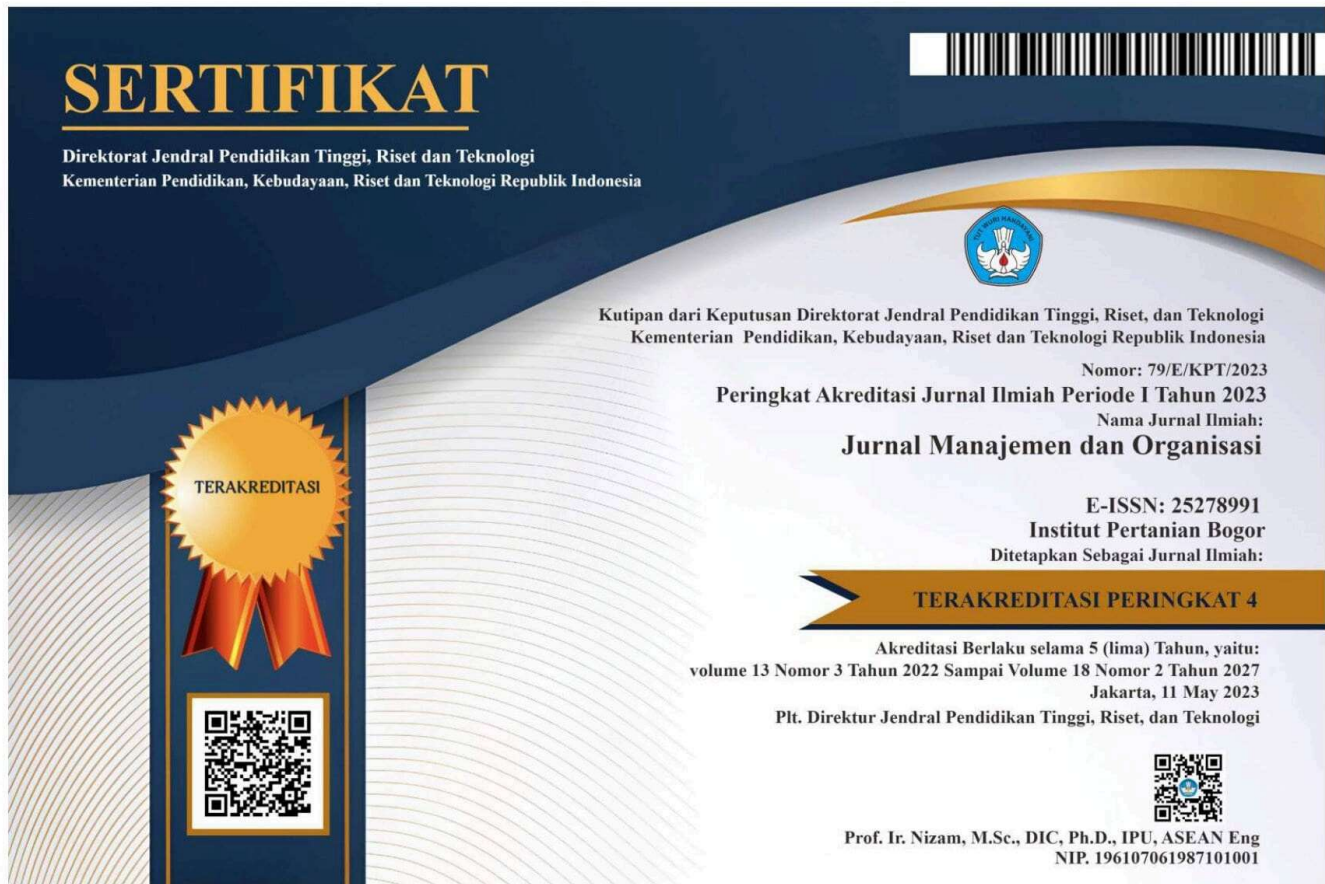 SERTIFIKAT
Direktorat Jendral Pendidikan Tinggi, Riset dan Teknologi
Kementerian Pendidikan, Kebudayaan, Riset dan Teknologi Republik Indonesia
TUT WURI HANDAYANI
Kutipan dari Keputusan Direktorat Jendral Pendidikan Tinggi, Riset, dan Teknologi
Kementerian Pendidikan, Kebudayaan, Riset dan Teknologi Republik Indonesia
Nomor: 79/E/KPT/2023
Peringkat Akreditasi Jurnal Ilmiah Periode I Tahun 2023
Nama Jurnal Ilmiah:
Jurnal Manajemen dan Organisasi
E-ISSN: 25278991
Institut Pertanian Bogor
Ditetapkan Sebagai Jurnal Ilmiah:
TERAKREDITASI PERINGKAT 4
Akreditasi Berlaku selama 5 (lima) Tahun, yaitu:
volume 13 Nomor 3 Tahun 2022 Sampai Volume 18 Nomor 2 Tahun 2027
Jakarta, 11 May 2023
Plt. Direktur Jendral Pendidikan Tinggi, Riset, dan Teknologi
Prof. Ir. Nizam, M.Sc., DIC, Ph.D., IPU, ASEAN Eng
NIP. 196107061987101001
TERAKREDITASI